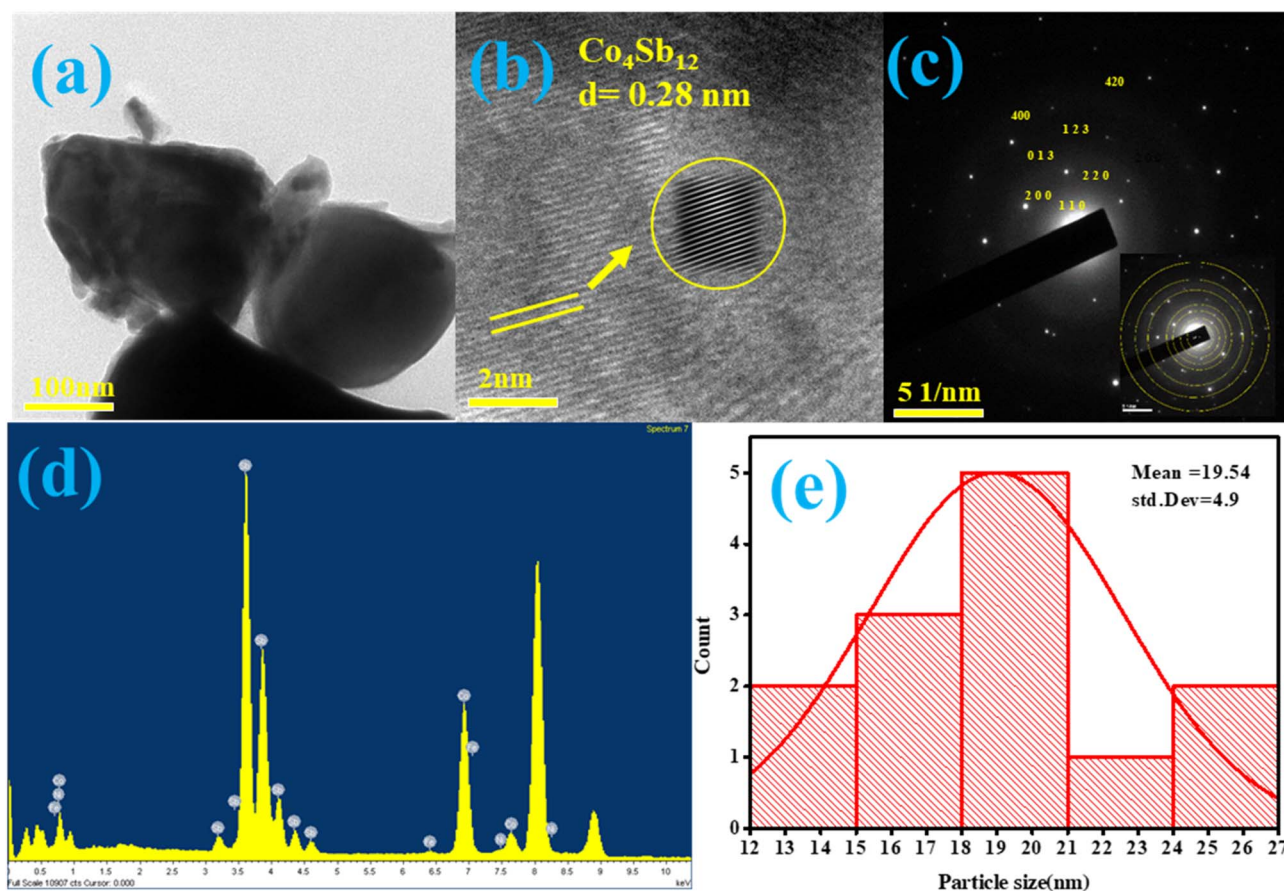 (a)
100nm
(b)
Co₄Sb₁₂
d= 0.28 nm
2nm
(c)
420
400
1 2 3
0 1 3
2 2 0
2 0 0
1 1 0
5 1/nm
(d)
Spectrum 7
0 0.5 1 1.5 2 2.5 3 3.5 4 4.5 5 5.5 6 6.5 7 7.5 8 8.5 9 9.5 10
Full Scale 10907 cts Cursor: 0.000
keV
(e)
Mean =19.54
std.Dev=4.9
Count
5
4
3
2
1
0
12 13 14 15 16 17 18 19 20 21 22 23 24 25 26 27
Particle size(nm)